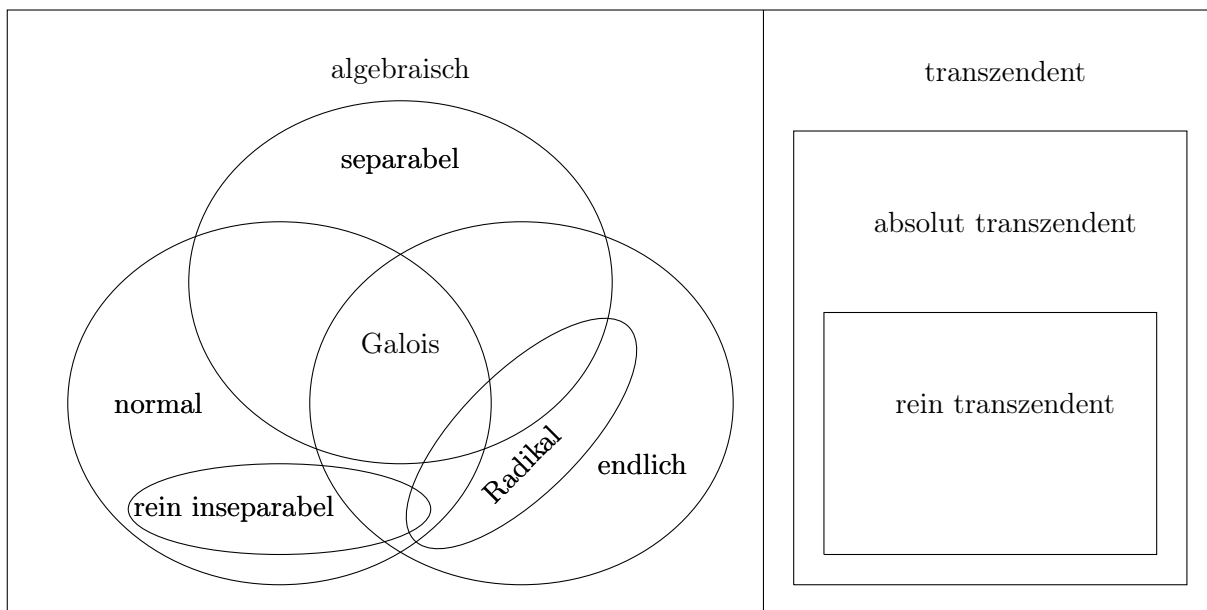 algebraisch
transzendent
separabel
absolut transzendent
Galois
normal
rein transzendent
Radikal
endlich
rein inseparabel